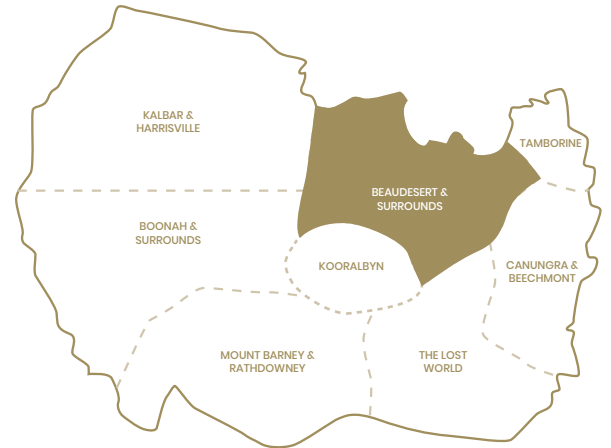 KALBAR &
HARRISVILLE
TAMBORINE
BEAUDESERT &
SURROUNDS
BOONAH &
SURROUNDS
KOORALBYN
CANUNGRA &
BEECHMONT
MOUNT BARNEY &
RATHDOWNEY
THE LOST
WORLD